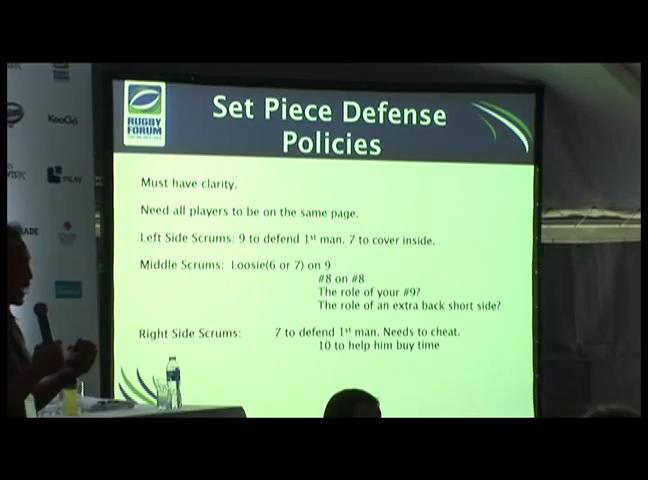 Set Piece Defense
Policies
RUGBY
FORUM
Must have clarity.
Need all players to be on the same page.
Left Side Scrums: 9 to defend 1st man. 7 to cover inside.
Middle Scrums: Loosie(6 or 7) on 9
#8 on #8
The role of your #9?
The role of an extra back short side?
Right Side Scrums: 7 to defend 1st man. Needs to cheat.
10 to help him buy time
KooGa